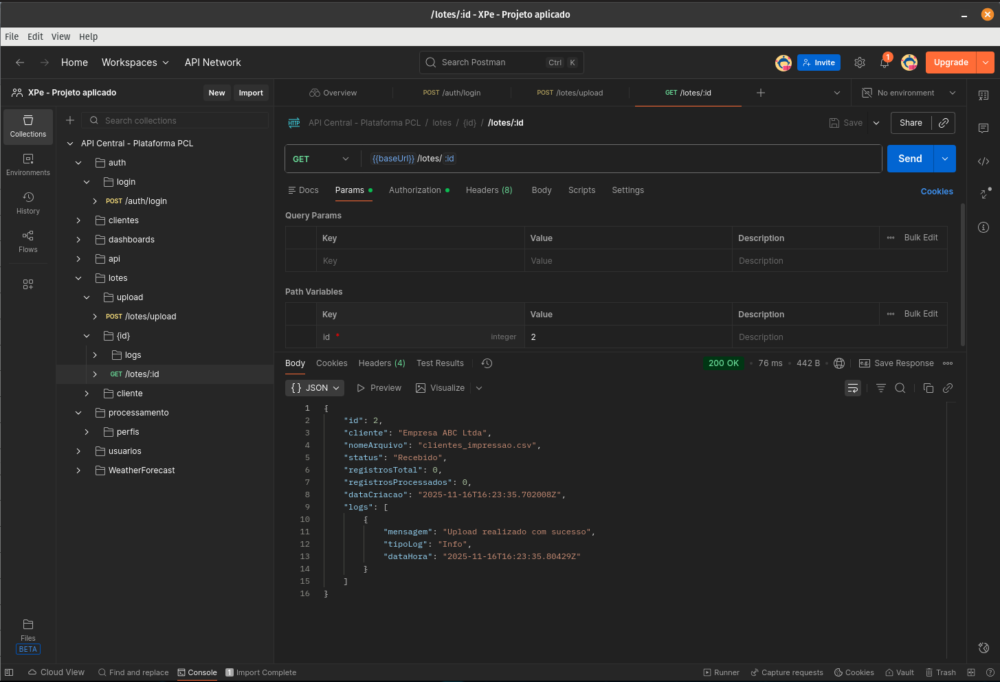 /lotes/:id - XPe - Projeto aplicado
File Edit View Help
Home Workspaces API Network
Search Postman Ctrl K
Invite
1
Upgrade
XPe - Projeto aplicado
New Import
Overview
POST /auth/login
POST /lotes/upload
GET /lotes/:id
No environment
Collections
Environments
History
Flows
Files
BETA
Search collections
API Central - Plataforma PCL
auth
login
POST /auth/login
clientes
dashboards
api
lotes
upload
POST /lotes/upload
{id}
logs
GET /lotes/:id
cliente
processamento
perfis
usuarios
WeatherForecast
HTTP API Central - Plataforma PCL / lotes / {id} / /lotes/:id
Save Share
GET {{baseUrl}} /lotes/ :id
Send
Docs Params Authorization Headers (8) Body Scripts Settings
Cookies
Query Params
Key Value Description Bulk Edit
Key Value Description
Path Variables
Key Value Description Bulk Edit
id * integer 2 Description
Body Cookies Headers (4) Test Results
200 OK • 76 ms • 442 B
Save Response
{} JSON Preview Visualize
1 {
2 "id": 2,
3 "cliente": "Empresa ABC Ltda",
4 "nomeArquivo": "clientes_impressao.csv",
5 "status": "Recebido",
6 "registrosTotal": 0,
7 "registrosProcessados": 0,
8 "dataCriacao": "2025-11-16T16:23:35.702008Z",
9 "logs": [
10 {
11 "mensagem": "Upload realizado com sucesso",
12 "tipoLog": "Info",
13 "dataHora": "2025-11-16T16:23:35.80429Z"
14 }
15 ]
16 }
Cloud View Find and replace Console 1 Import Complete
Runner Capture requests Cookies Vault Trash